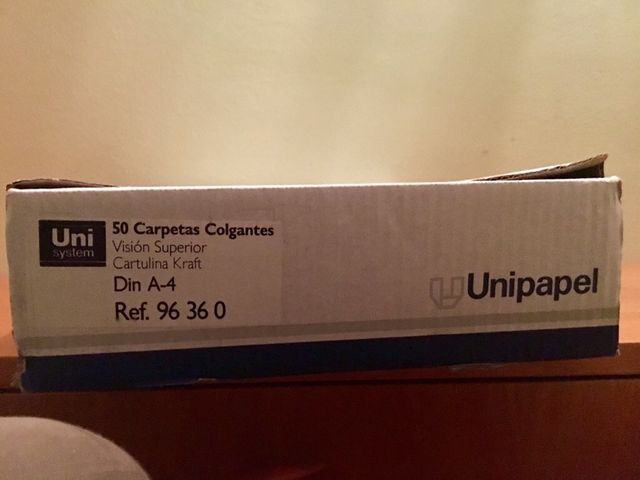 Uni
system
50 Carpetas Colgantes
Visión Superior
Cartulina Kraft
Din A-4
Ref. 96 36 0
Unipapel